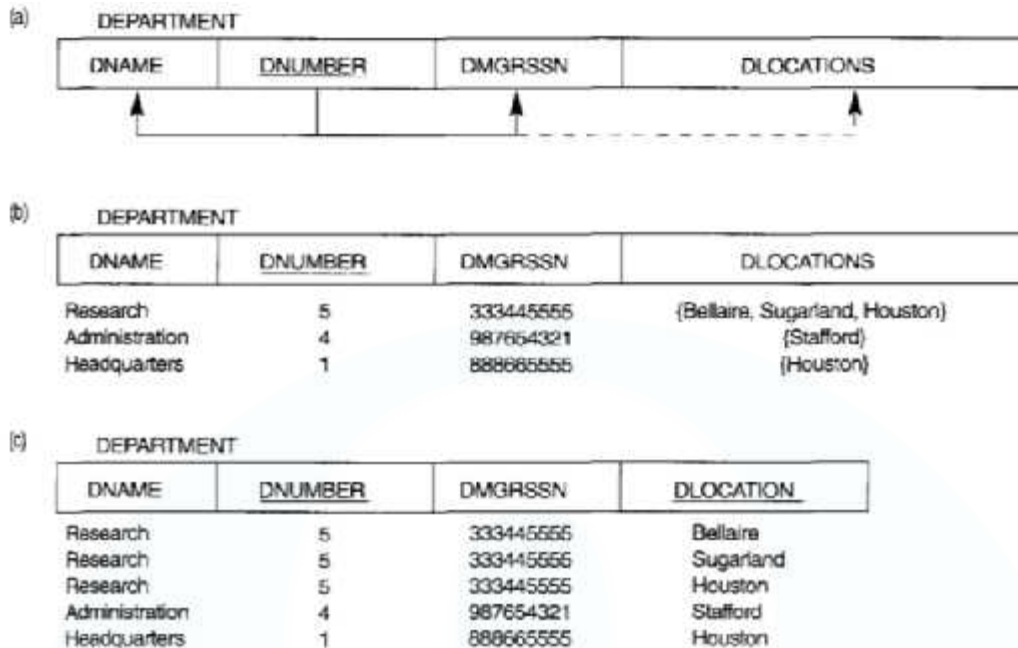 (a)
DEPARTMENT
DNAME DNUMBER DMGRSSN DLOCATIONS
(b)
DEPARTMENT
DNAME DNUMBER DMGRSSN DLOCATIONS
Research 5 333445555 {Bellaire, Sugarland, Houston}
Administration 4 987654321 {Stafford}
Headquarters 1 888665555 {Houston}
(c)
DEPARTMENT
DNAME DNUMBER DMGRSSN DLOCATION
Research 5 333445555 Bellaire
Research 5 333445555 Sugarland
Research 5 333445555 Houston
Administration 4 987654321 Stafford
Headquarters 1 888665555 Houston